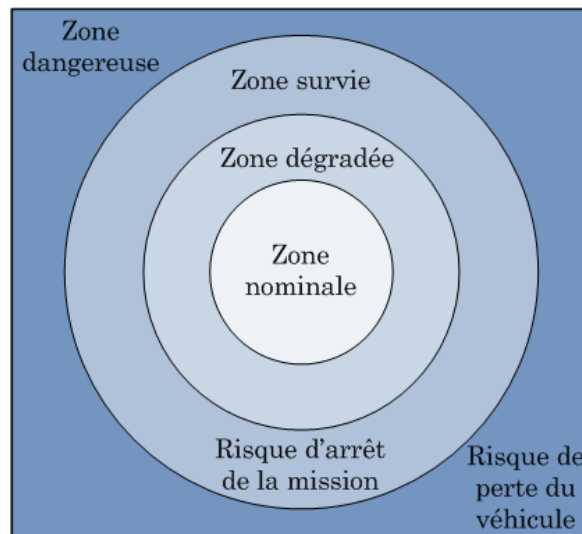 Zone
dangereuse
Zone survie
Zone dégradée
Zone
nominale
Risque d'arrêt
de la mission
Risque de
perte du
véhicule